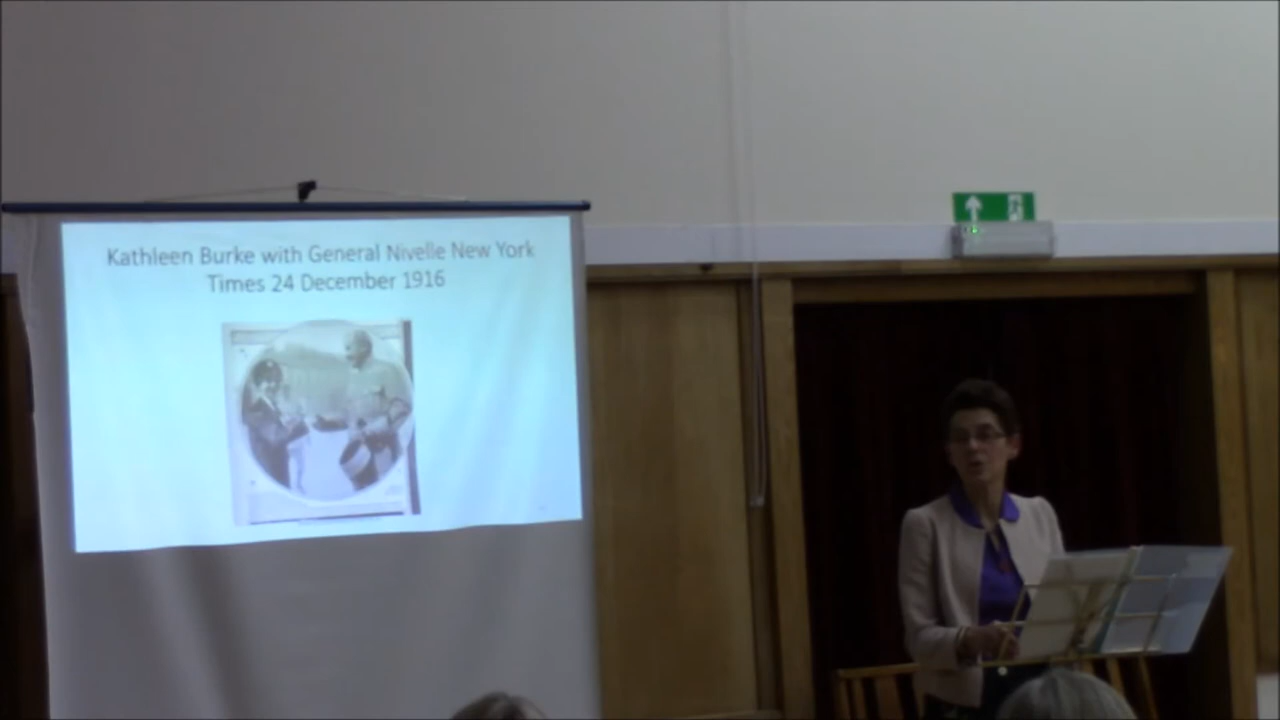 Kathleen Burke with General Nivelle New York
Times 24 December 1916